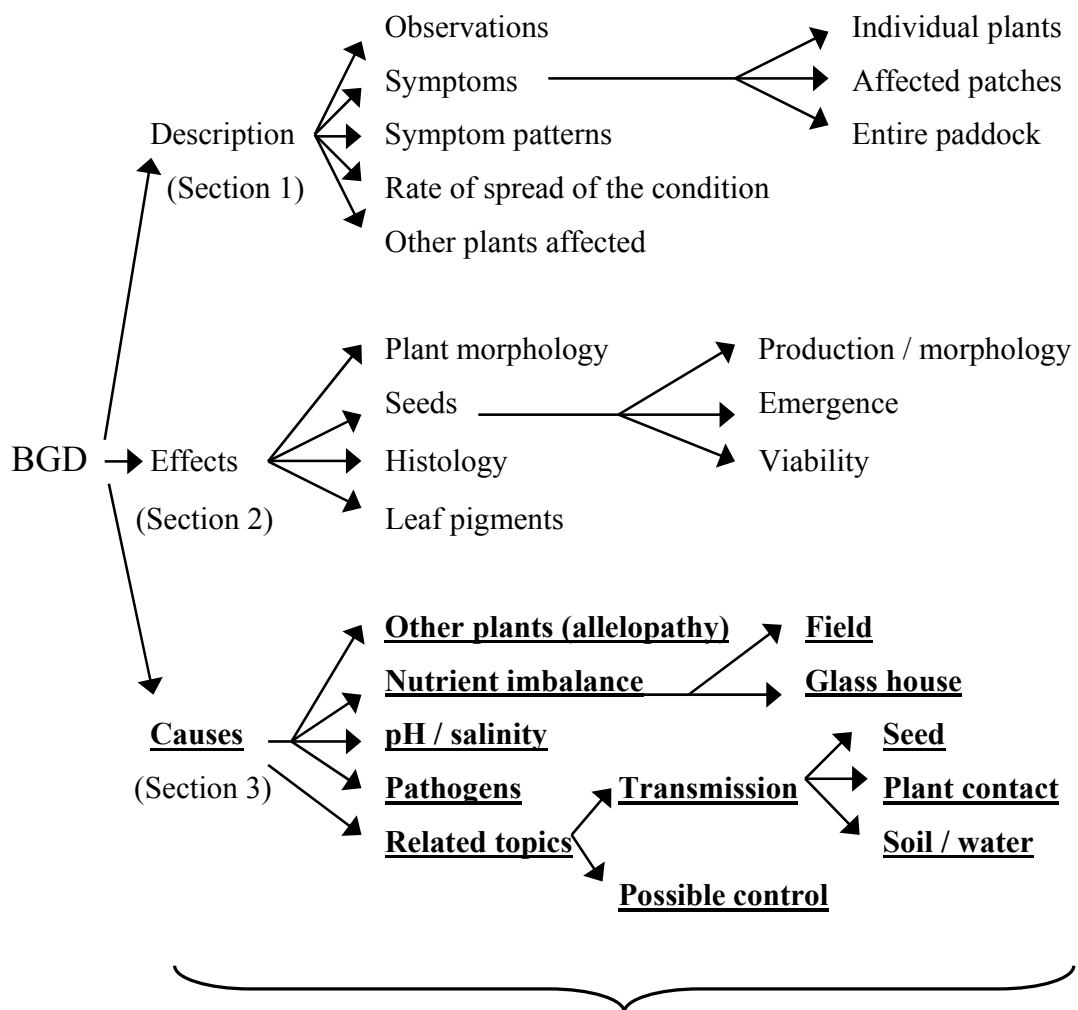 Observations
Individual plants
Symptoms
Affected patches
Description
Symptom patterns
Entire paddock
(Section 1)
Rate of spread of the condition
Other plants affected
Plant morphology
Production / morphology
Seeds
Emergence
BGD
Effects
Histology
Viability
(Section 2)
Leaf pigments
Other plants (allelopathy)
Field
Nutrient imbalance
Glass house
Causes
pH / salinity
Seed
(Section 3)
Pathogens
Transmission
Plant contact
Related topics
Soil / water
Possible control